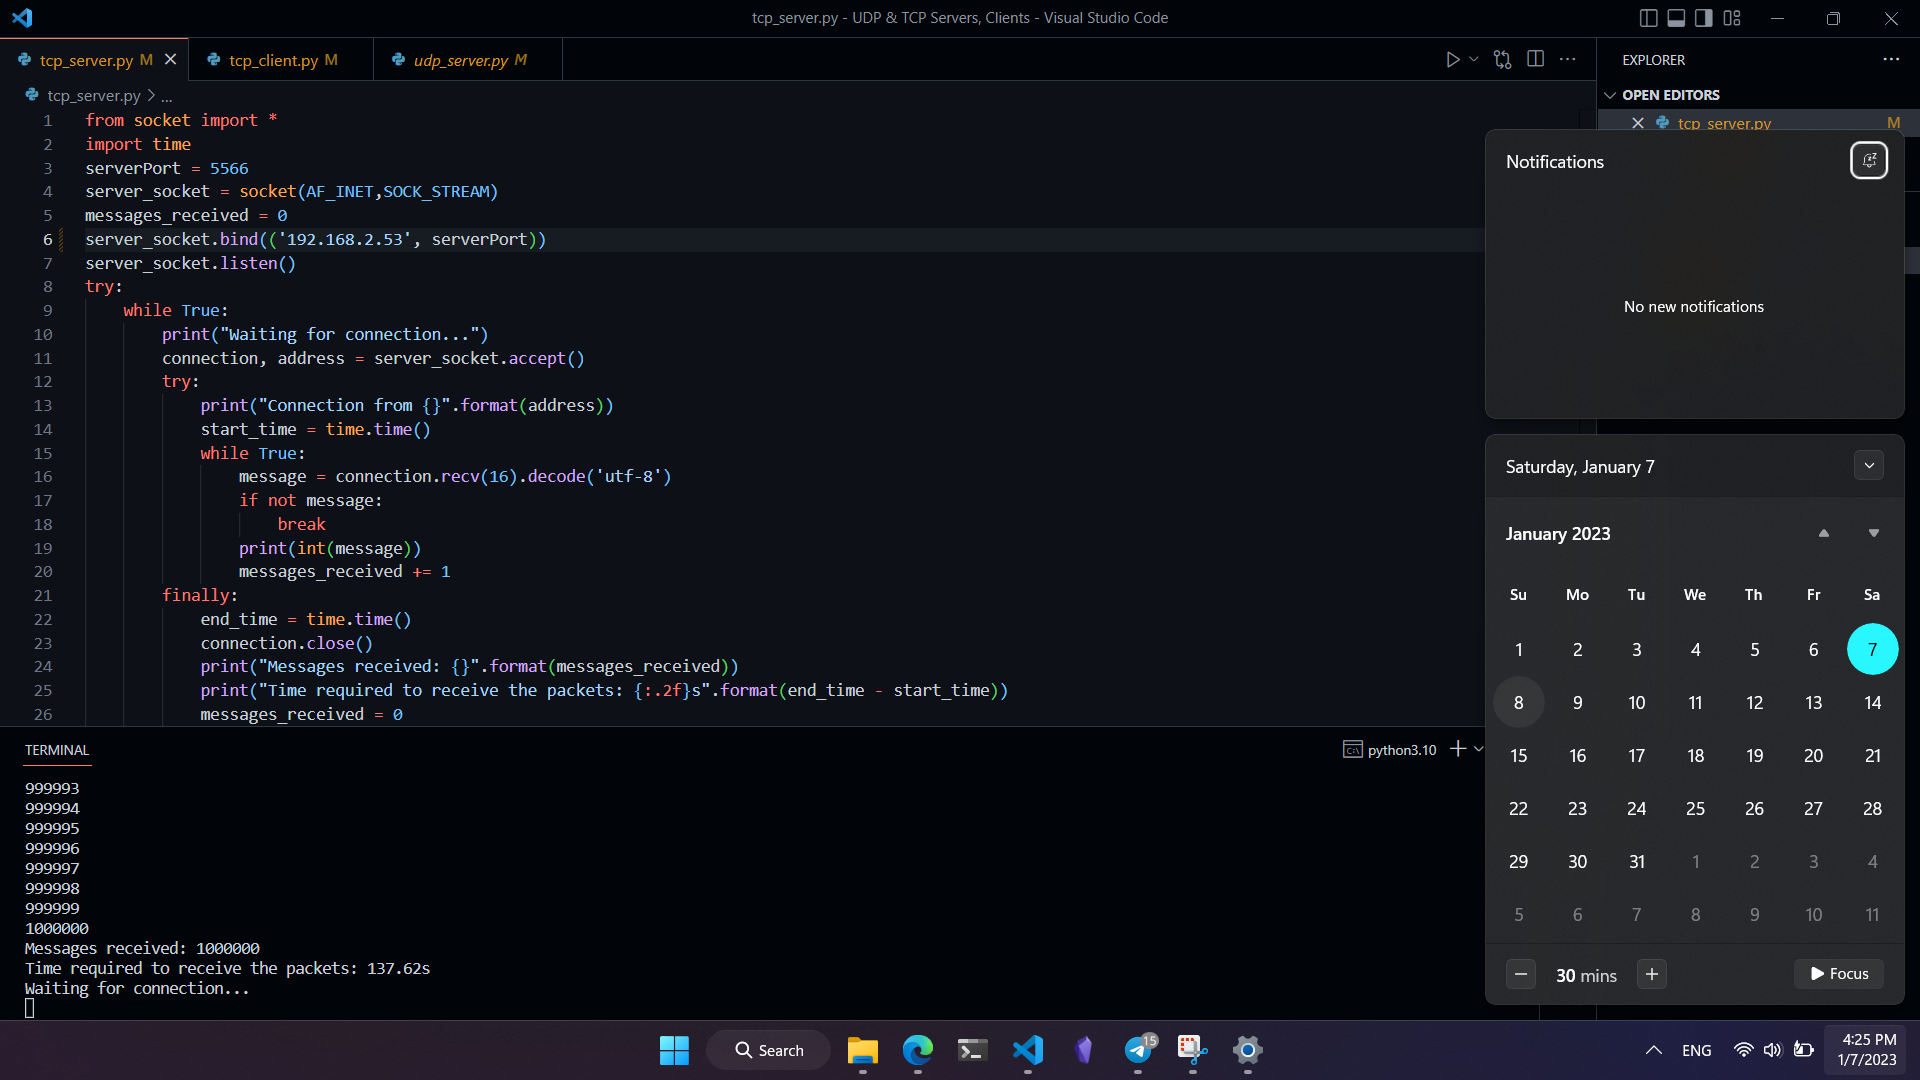 tcp_server.py - UDP & TCP Servers, Clients - Visual Studio Code
tcp_server.py M
tcp_client.py M
udp_server.py M
tcp_server.py > ...
1 from socket import *
2 import time
3 serverPort = 5566
4 server_socket = socket(AF_INET,SOCK_STREAM)
5 messages_received = 0
6 server_socket.bind(('192.168.2.53', serverPort))
7 server_socket.listen()
8 try:
9 while True:
10 print("Waiting for connection...")
11 connection, address = server_socket.accept()
12 try:
13 print("Connection from {}".format(address))
14 start_time = time.time()
15 while True:
16 message = connection.recv(16).decode('utf-8')
17 if not message:
18 break
19 print(int(message))
20 messages_received += 1
21 finally:
22 end_time = time.time()
23 connection.close()
24 print("Messages received: {}".format(messages_received))
25 print("Time required to receive the packets: {:.2f}s".format(end_time - start_time))
26 messages_received = 0
TERMINAL
python3.10
999993
999994
999995
999996
999997
999998
999999
1000000
Messages received: 1000000
Time required to receive the packets: 137.62s
Waiting for connection...
EXPLORER
OPEN EDITORS
tcp_server.py M
Notifications
No new notifications
Saturday, January 7
January 2023
Su Mo Tu We Th Fr Sa
1 2 3 4 5 6 7
8 9 10 11 12 13 14
15 16 17 18 19 20 21
22 23 24 25 26 27 28
29 30 31 1 2 3 4
5 6 7 8 9 10 11
30 mins
Focus
Search
15
ENG
4:25 PM
1/7/2023